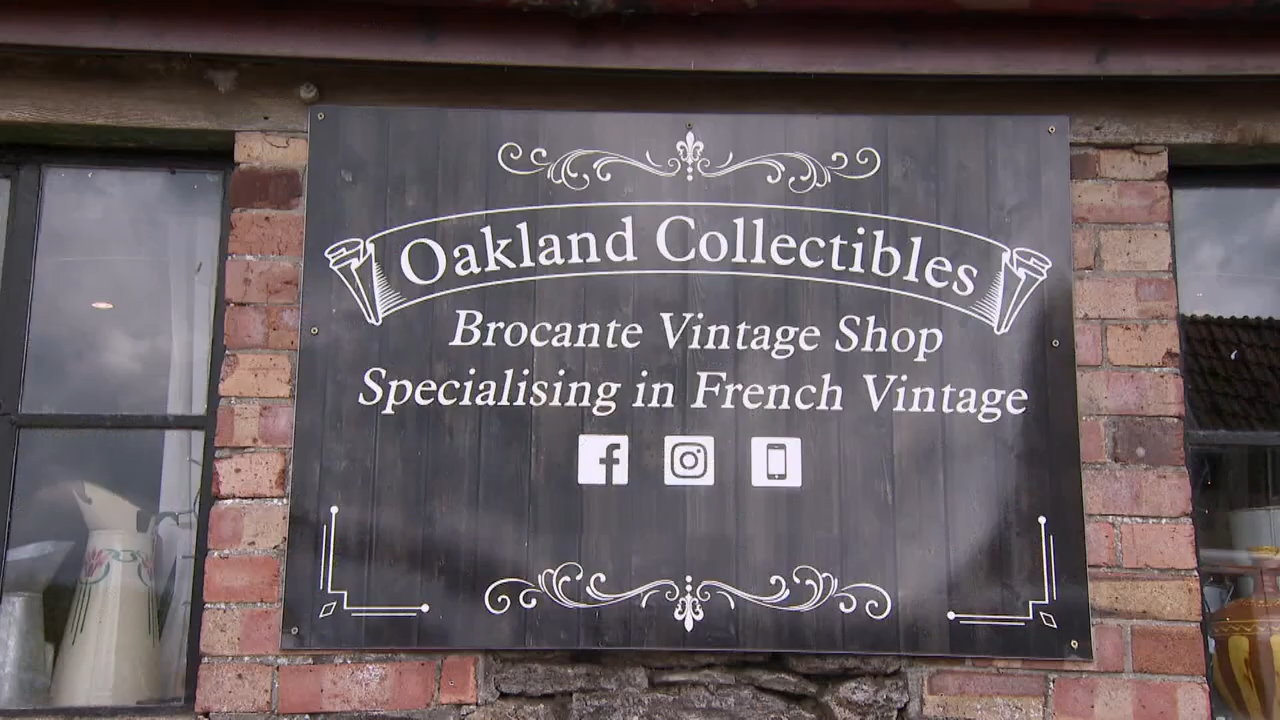 Oakland Collectibles
Brocante Vintage Shop
Specialising in French Vintage